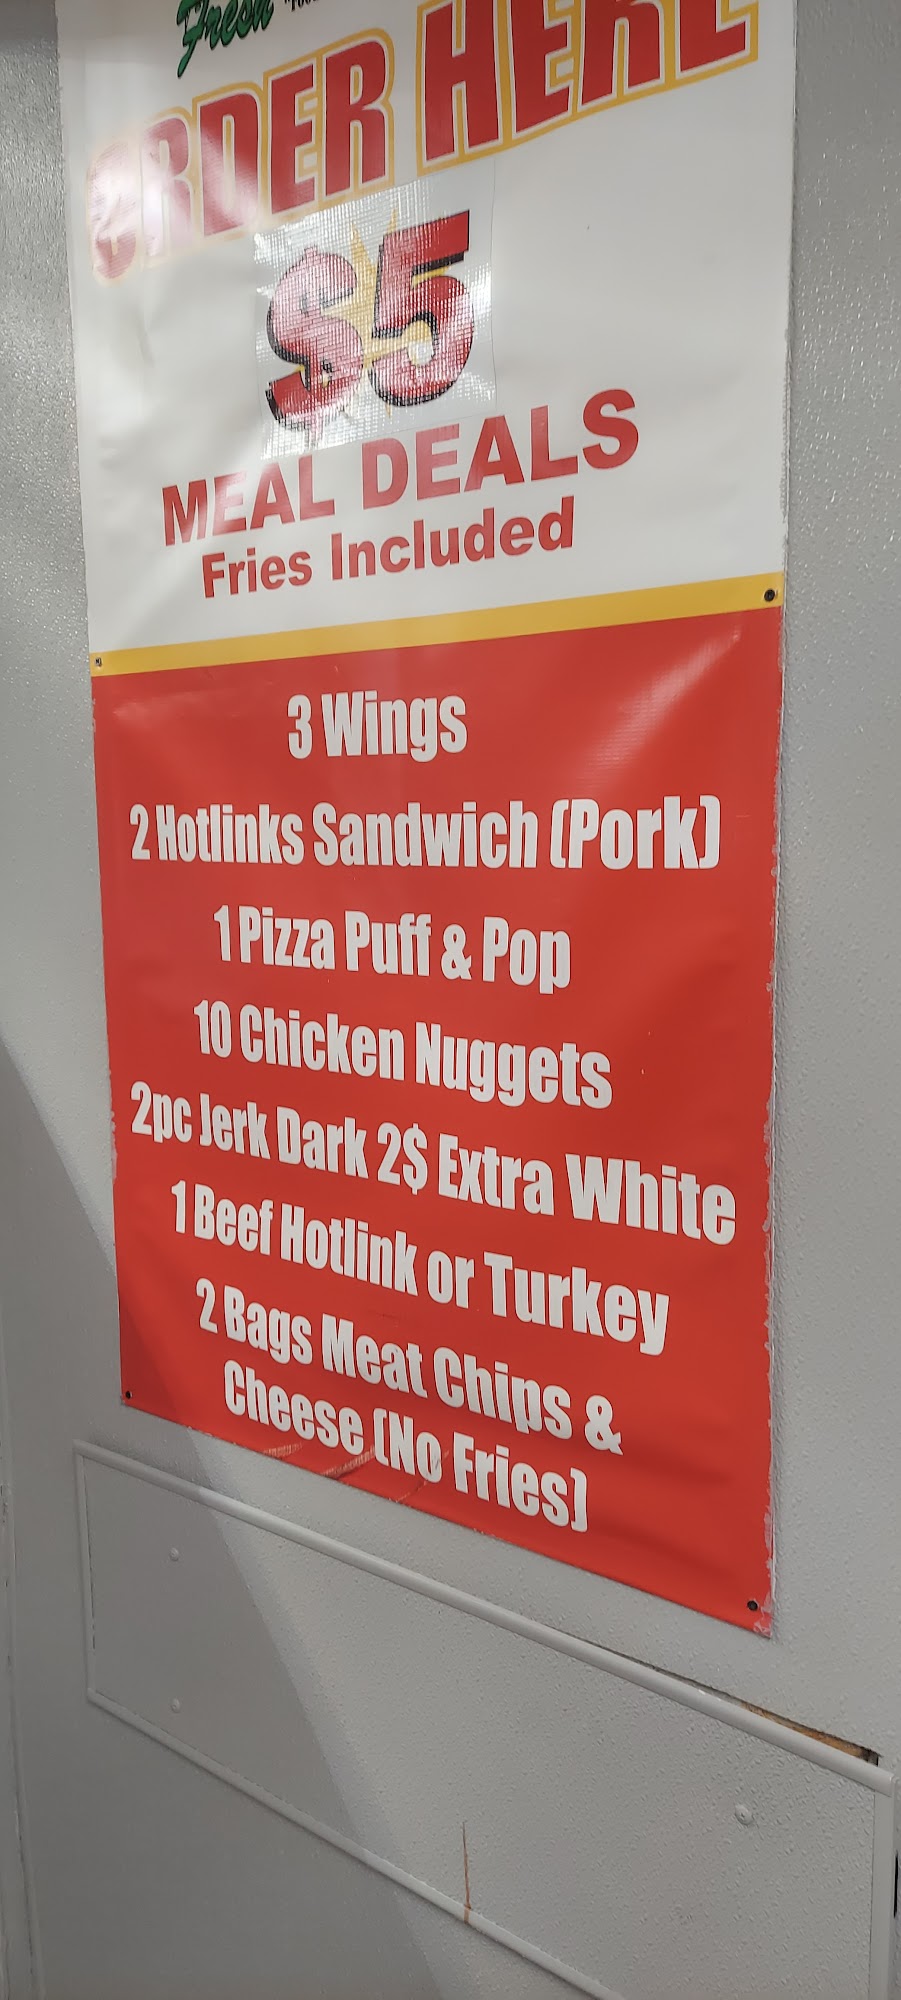 Fresh
ORDER HERE
$5
MEAL DEALS
Fries Included
3 Wings
2 Hotlinks Sandwich (Pork)
1 Pizza Puff & Pop
10 Chicken Nuggets
2pc Jerk Dark 2$ Extra White
1 Beef Hotlink or Turkey
2 Bags Meat Chips &
Cheese (No Fries)